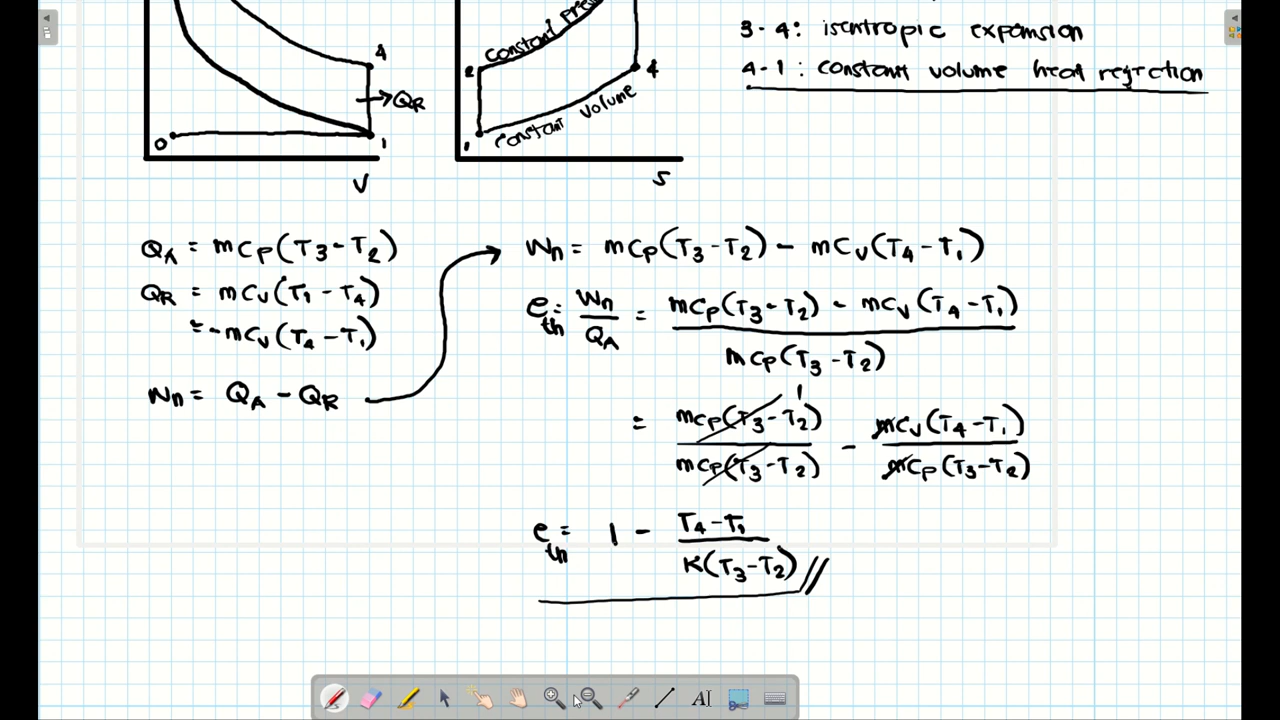 3-4: isentropic expansion
4-1: constant volume heat rejection
4
QR
0
1
V
constant
2
4
constant volume
1
S
QA = mCp(T3-T2)
QR = mCv(T1-T4)
=-mCv(T4-T1)
Wn = QA - QR
Wn = mCp(T3-T2) - mCv(T4-T1)
eth = Wn/QA = mCp(T3-T2) - mCv(T4-T1)
mCp(T3-T2)
1
= mCp(T3-T2)/mCp(T3-T2) - mCv(T4-T1)/mCp(T3-T2)
eth = 1 - T4-T1/K(T3-T2) //
AI